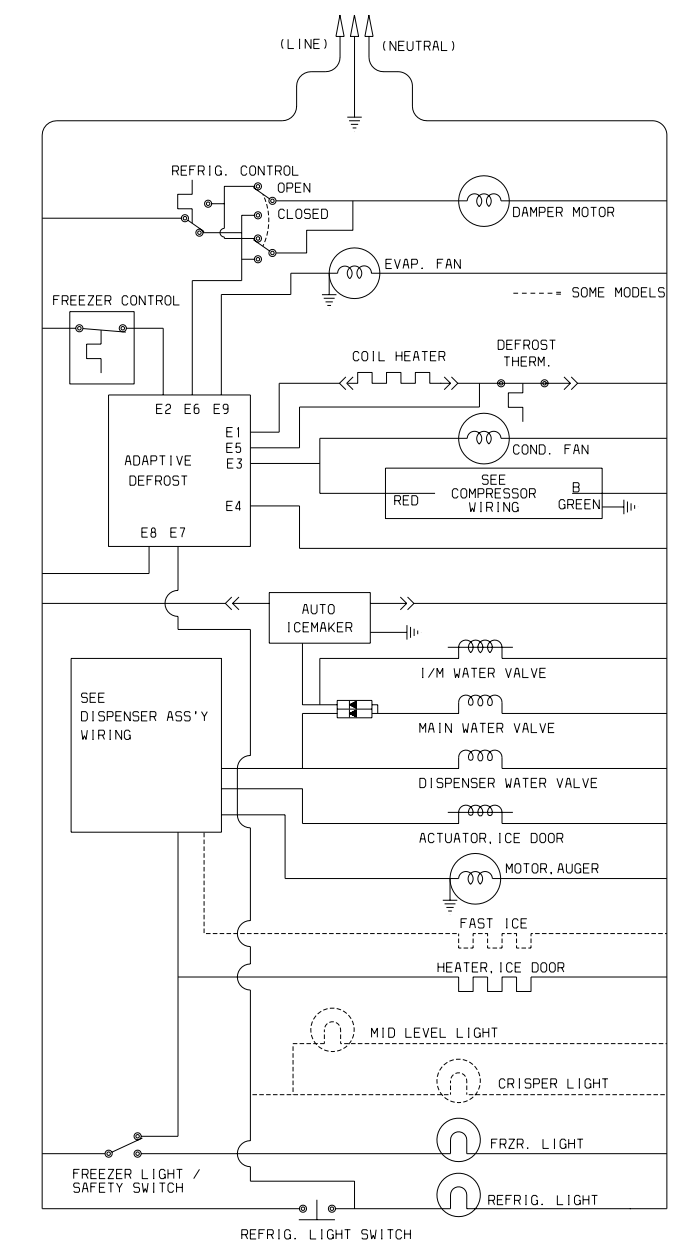 (LINE)
(NEUTRAL)
REFRIG. CONTROL
OPEN
CLOSED
DAMPER MOTOR
EVAP. FAN
-----= SOME MODELS
FREEZER CONTROL
DEFROST
THERM.
COIL HEATER
E2 E6 E9
E1
E5
E3
E4
ADAPTIVE
DEFROST
E8 E7
COND. FAN
SEE
COMPRESSOR
WIRING
RED
B
GREEN
AUTO
ICEMAKER
I/M WATER VALVE
SEE
DISPENSER ASS'Y
WIRING
MAIN WATER VALVE
DISPENSER WATER VALVE
ACTUATOR,ICE DOOR
MOTOR,AUGER
FAST ICE
HEATER,ICE DOOR
MID LEVEL LIGHT
CRISPER LIGHT
FRZR. LIGHT
FREEZER LIGHT /
SAFETY SWITCH
REFRIG. LIGHT
REFRIG. LIGHT SWITCH